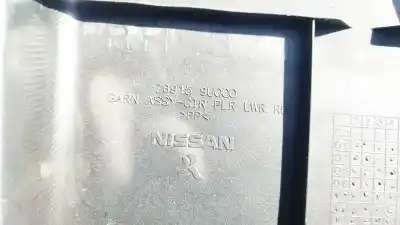 76915 9U000
GARN ASSY-CTR PLR LWR. RH
>PP<
NISSAN